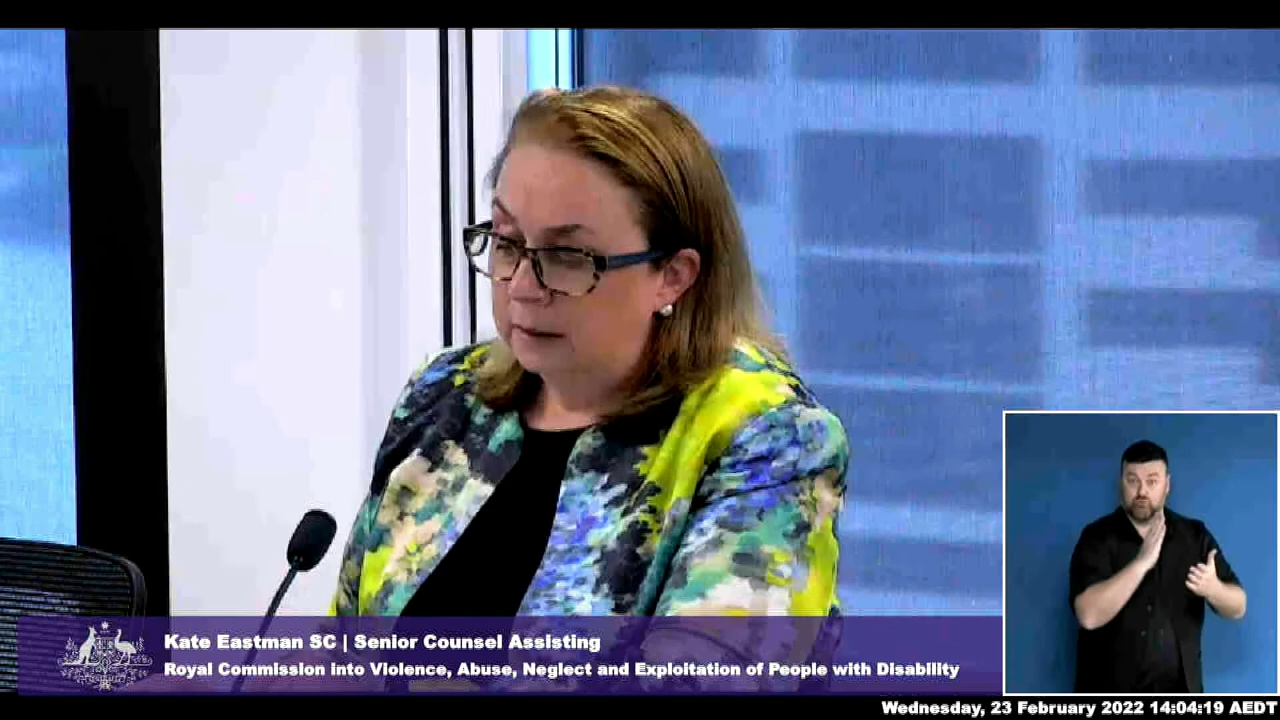 Kate Eastman SC | Senior Counsel Assisting
Royal Commission into Violence, Abuse, Neglect and Exploitation of People with Disability
Wednesday, 23 February 2022 14:04:19 AEDT